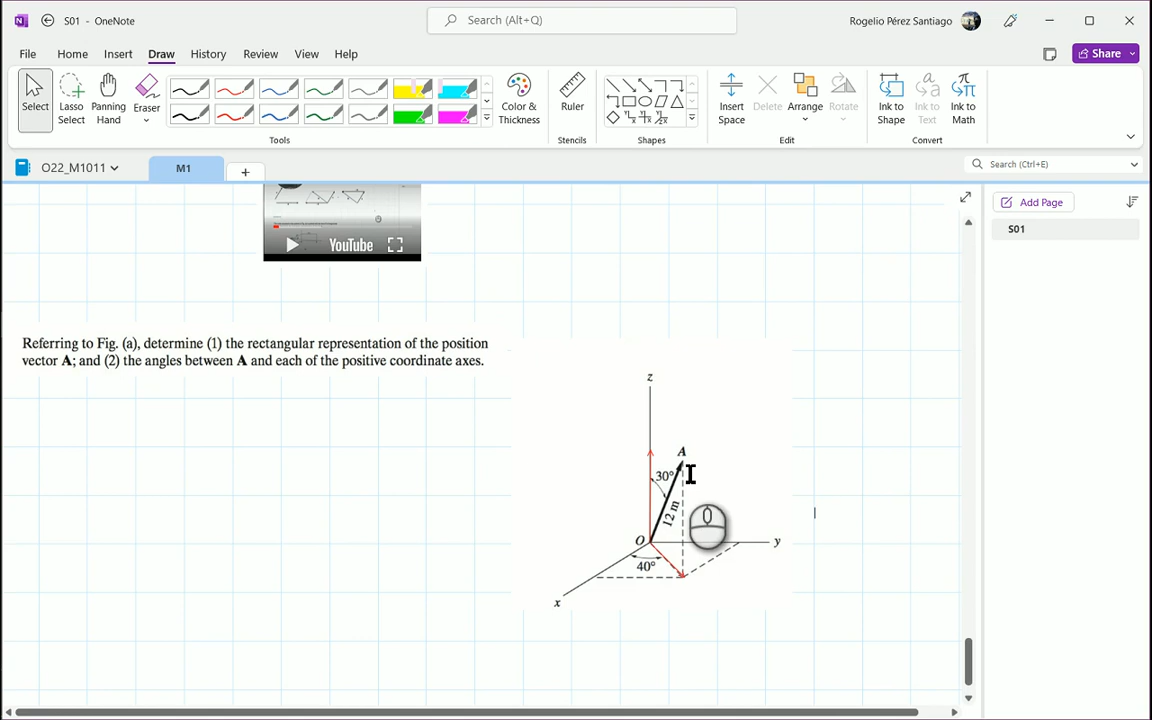 S01 - OneNote
Search (Alt+Q)
Rogelio Pérez Santiago
File Home Insert Draw History Review View Help
Share
Select
Lasso Select
Panning Hand
Eraser
Color & Thickness
Ruler
Insert Space
Delete
Arrange
Rotate
Ink to Shape
Ink to Text
Ink to Math
Tools
Stencils
Shapes
Edit
Convert
O22_M1011
M1
Search (Ctrl+E)
Add Page
S01
YouTube
Referring to Fig. (a), determine (1) the rectangular representation of the position
vector A; and (2) the angles between A and each of the positive coordinate axes.
z
A
30°
12 m
O
y
40°
x